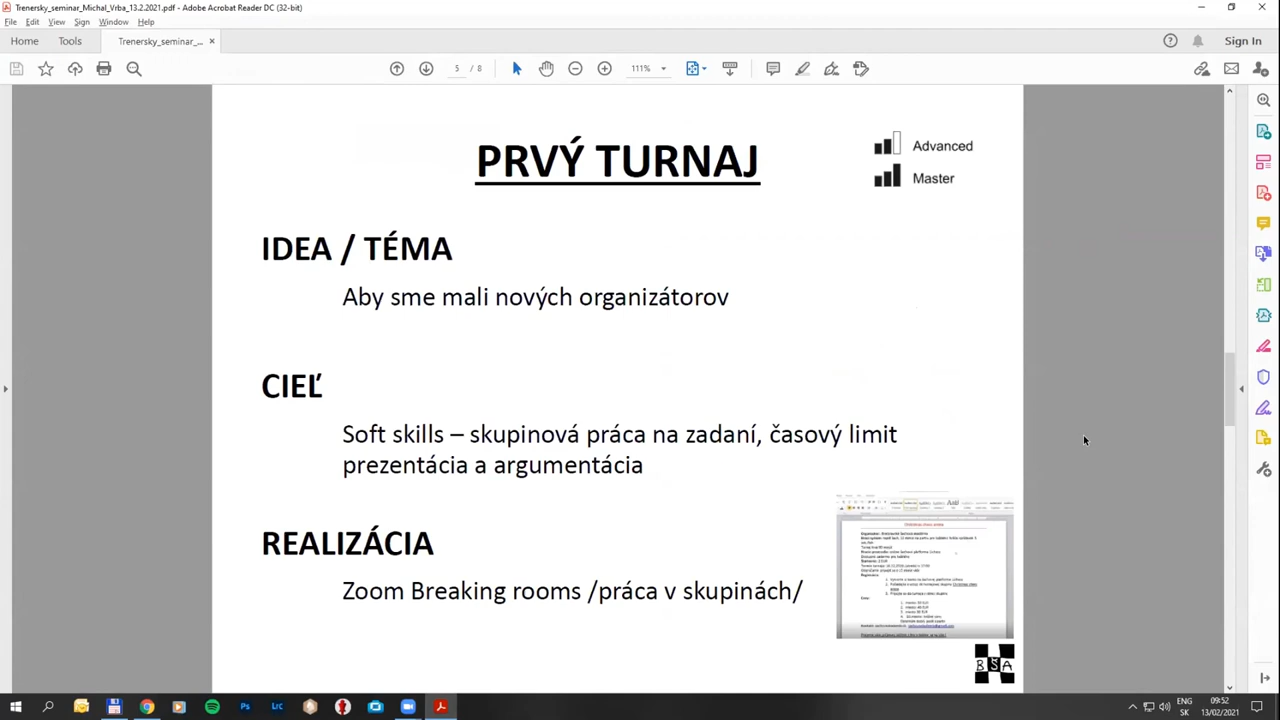 Trenersky_seminar_Michal_Vrba_13.2.2021.pdf - Adobe Acrobat Reader DC (32-bit)
File Edit View Sign Window Help
Home Tools Trenersky_seminar_... × Sign In
5 / 8 111%
PRVÝ TURNAJ
Advanced
Master
IDEA / TÉMA
Aby sme mali nových organizátorov
CIEĽ
Soft skills – skupinová práca na zadaní, časový limit
prezentácia a argumentácia
REALIZÁCIA
Zoom Breaking rooms /práca v skupinách/
BŠA
ENG 09:52
SK 13/02/2021